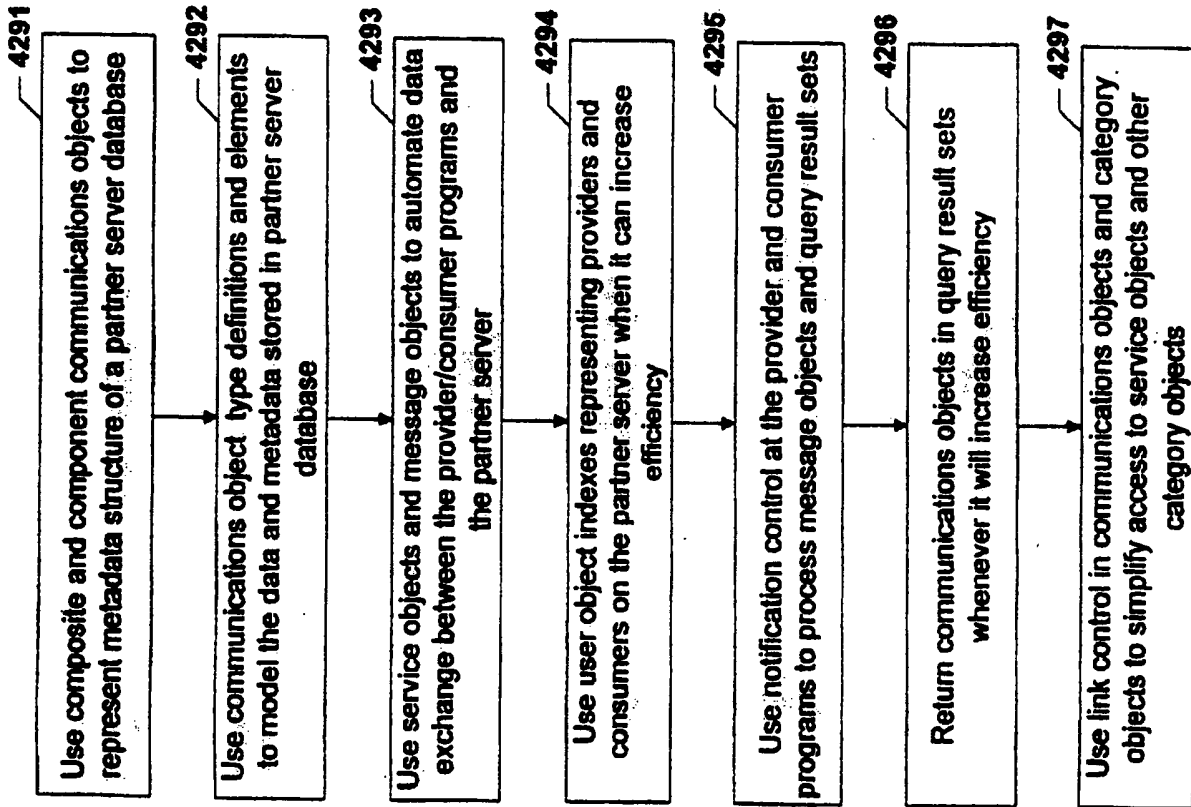 4291
Use composite and component communications objects to
represent metadata structure of a partner server database
4292
Use communications object type definitions and elements
to model the data and metadata stored in partner server
database
4293
Use service objects and message objects to automate data
exchange between the provider/consumer programs and
the partner server
4294
Use user object indexes representing providers and
consumers on the partner server when it can increase
efficiency
4295
Use notification control at the provider and consumer
programs to process message objects and query result sets
4296
Return communications objects in query result sets
whenever it will increase efficiency
4297
Use link control in communications objects and category.
objects to simplify access to service objects and other
category objects